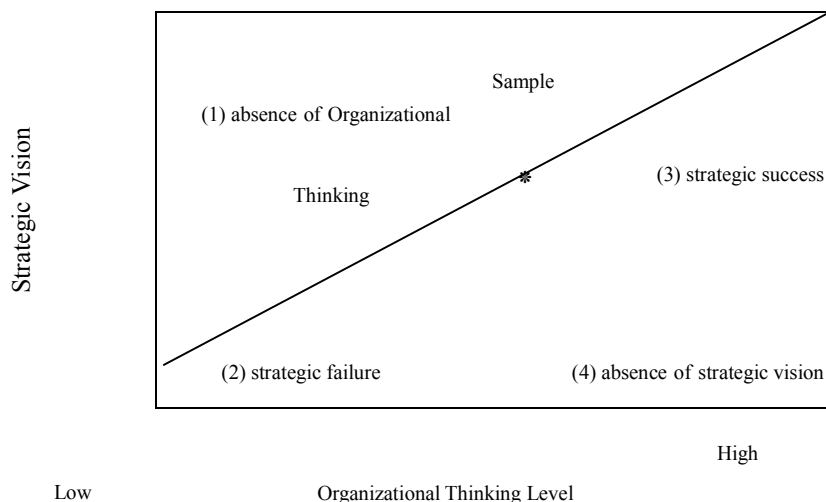 Sample
(1) absence of Organizational
(3) strategic success
Thinking
Strategic Vision
(2) strategic failure
(4) absence of strategic vision
High
Low
Organizational Thinking Level